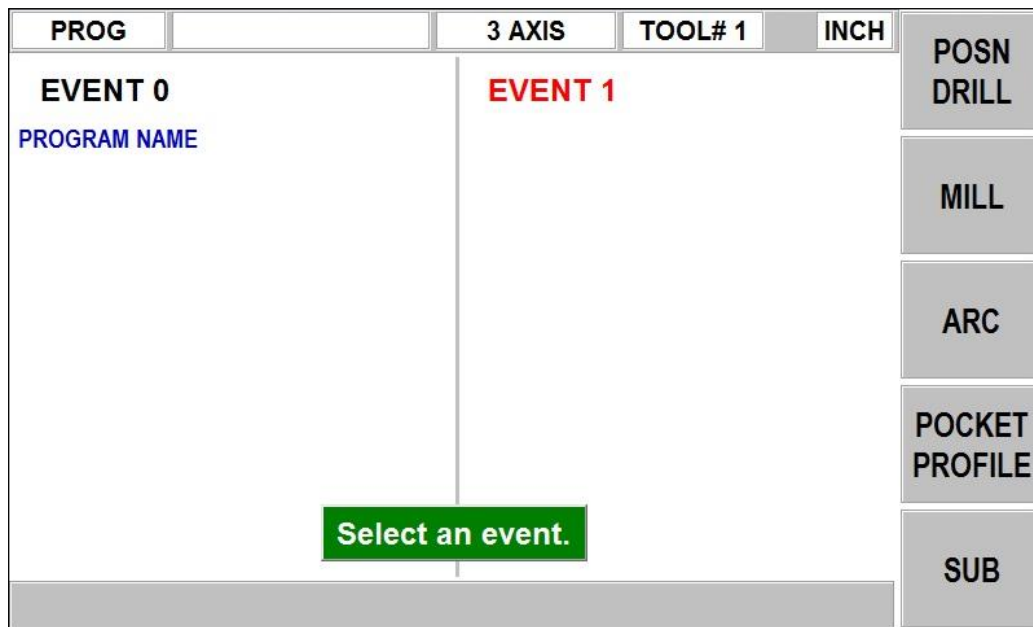 PROG
3 AXIS
TOOL# 1
INCH
EVENT 0
PROGRAM NAME
EVENT 1
Select an event.
POSN
DRILL
MILL
ARC
POCKET
PROFILE
SUB